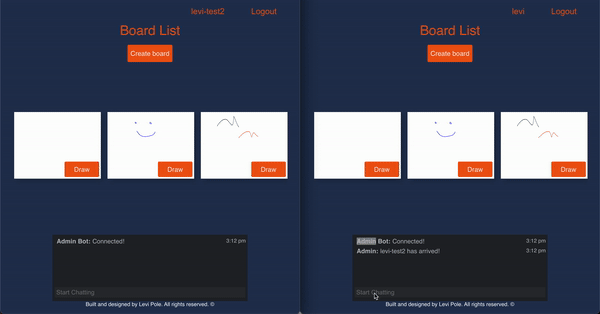 levi-test2 Logout
Board List
Create board
Draw Draw Draw
Admin Bot: Connected! 3:12 pm
Start Chatting
Built and designed by Levi Pole. All rights reserved. ©
levi Logout
Board List
Create board
Draw Draw Draw
Admin Bot: Connected! 3:12 pm
Admin: levi-test2 has arrived! 3:12 pm
Start Chatting
Built and designed by Levi Pole. All rights reserved. ©